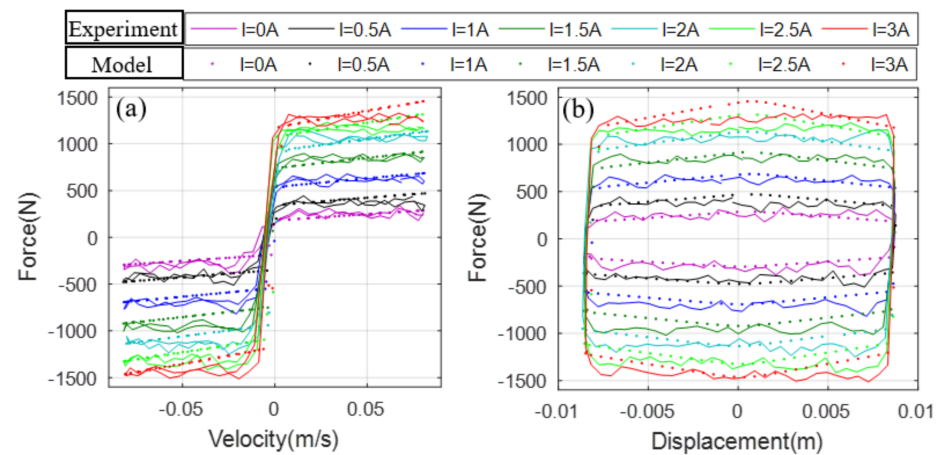 Experiment I=0A I=0.5A I=1A I=1.5A I=2A I=2.5A I=3A
Model I=0A I=0.5A I=1A I=1.5A I=2A I=2.5A I=3A
(a)
1500
1000
500
0
-500
-1000
-1500
Force(N)
-0.05 0 0.05
Velocity(m/s)
(b)
1500
1000
500
0
-500
-1000
-1500
Force(N)
-0.01 -0.005 0 0.005 0.01
Displacement(m)